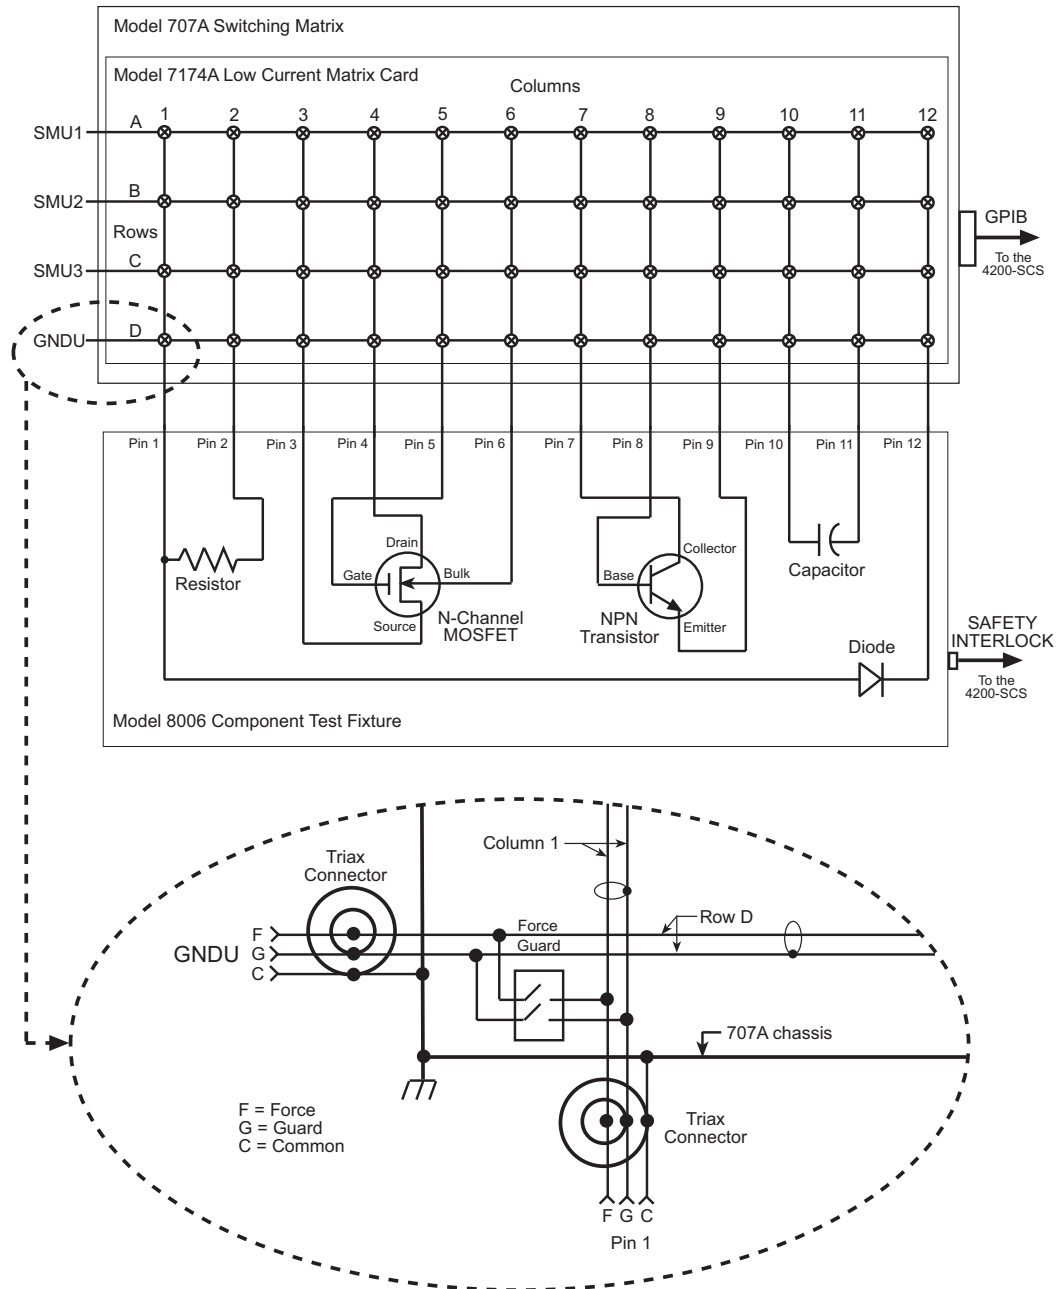 Model 707A Switching Matrix
Model 7174A Low Current Matrix Card
Columns
1 2 3 4 5 6 7 8 9 10 11 12
SMU1 A
SMU2 B
Rows
SMU3 C
GNDU D
GPIB
To the
4200-SCS
Pin 1 Pin 2 Pin 3 Pin 4 Pin 5 Pin 6 Pin 7 Pin 8 Pin 9 Pin 10 Pin 11 Pin 12
Resistor
Drain
Gate
Bulk
Source
N-Channel
MOSFET
Collector
Base
Emitter
NPN
Transistor
Capacitor
Diode
SAFETY
INTERLOCK
To the
4200-SCS
Model 8006 Component Test Fixture
Column 1
Triax
Connector
Row D
Force
Guard
GNDU
F
G
C
707A chassis
F = Force
G = Guard
C = Common
Triax
Connector
F G C
Pin 1